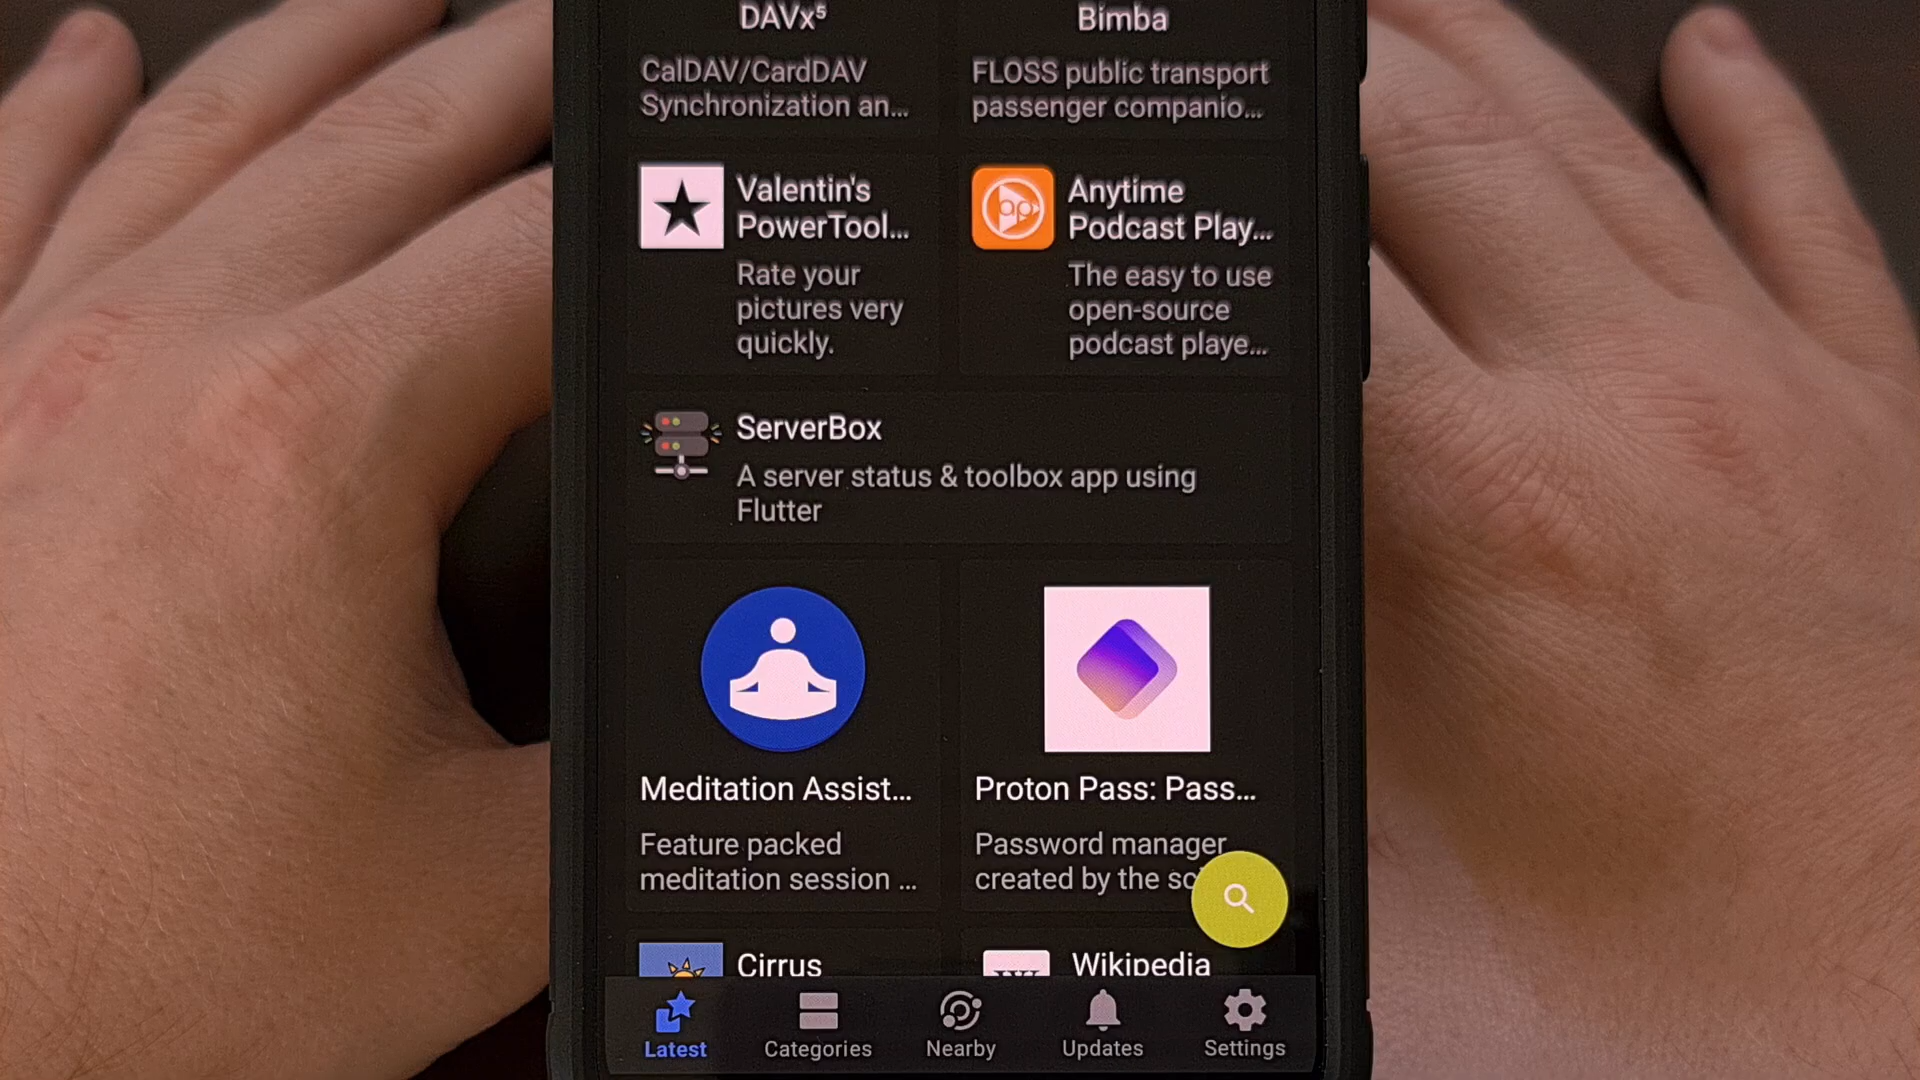 DAVx⁵
CalDAV/CardDAV
Synchronization an...
Bimba
FLOSS public transport
passenger companio...
Valentin's
PowerTool...
Rate your
pictures very
quickly.
ap
Anytime
Podcast Play...
The easy to use
open-source
podcast playe...
ServerBox
A server status & toolbox app using
Flutter
Meditation Assist...
Feature packed
meditation session ...
Proton Pass: Pass...
Password manager
created by the sc
Cirrus
Wikipedia
Latest
Categories
Nearby
Updates
Settings